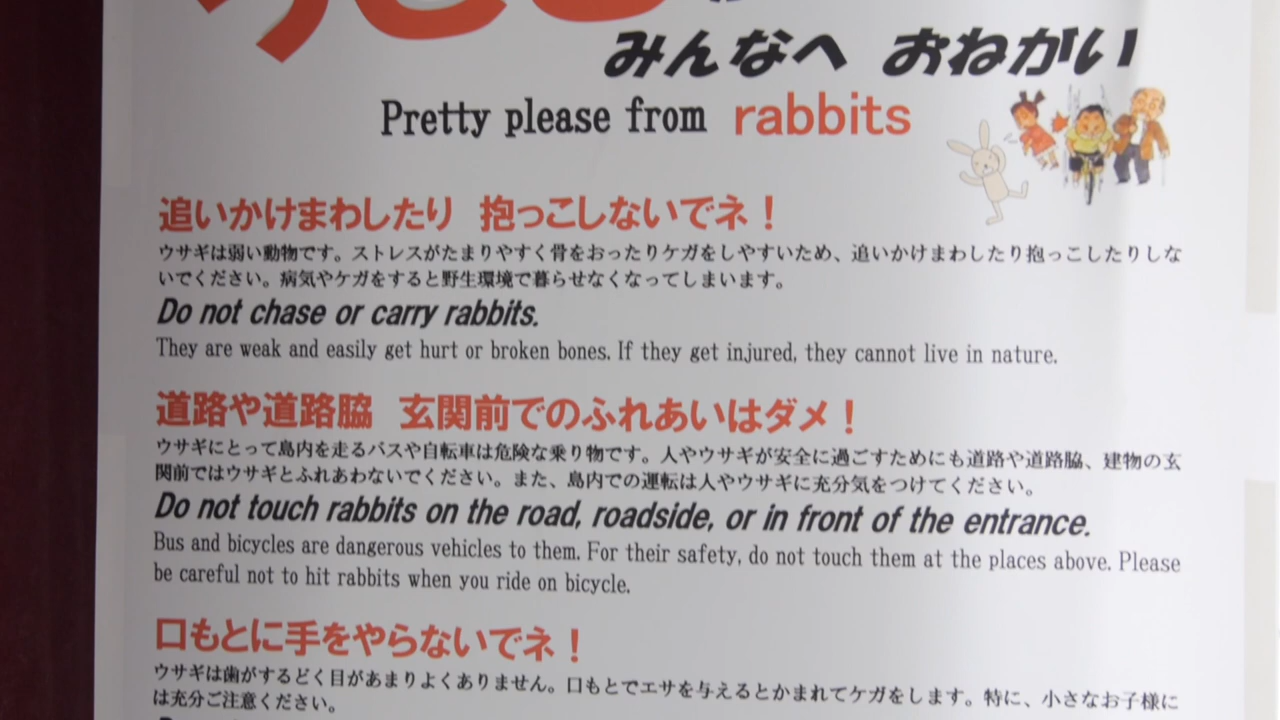 みんなへ おねがい
Pretty please from rabbits
追いかけまわしたり 抱っこしないでネ！
ウサギは弱い動物です。ストレスがたまりやすく骨をおったりケガをしやすいため、追いかけまわしたり抱っこしたりしな
いでください。病気やケガをすると野生環境で暮らせなくなってしまいます。
Do not chase or carry rabbits.
They are weak and easily get hurt or broken bones. If they get injured, they cannot live in nature.
道路や道路脇 玄関前でのふれあいはダメ！
ウサギにとって島内を走るバスや自転車は危険な乗り物です。人やウサギが安全に過ごすためにも道路や道路脇、建物の玄
関前ではウサギとふれあわないでください。また、島内での運転は人やウサギに充分気をつけてください。
Do not touch rabbits on the road, roadside, or in front of the entrance.
Bus and bicycles are dangerous vehicles to them. For their safety, do not touch them at the places above. Please
be careful not to hit rabbits when you ride on bicycle.
口もとに手をやらないでネ！
ウサギは歯がするどく目があまりよくありません。口もとでエサを与えるとかまれてケガをします。特に、小さなお子様に
は充分ご注意ください。